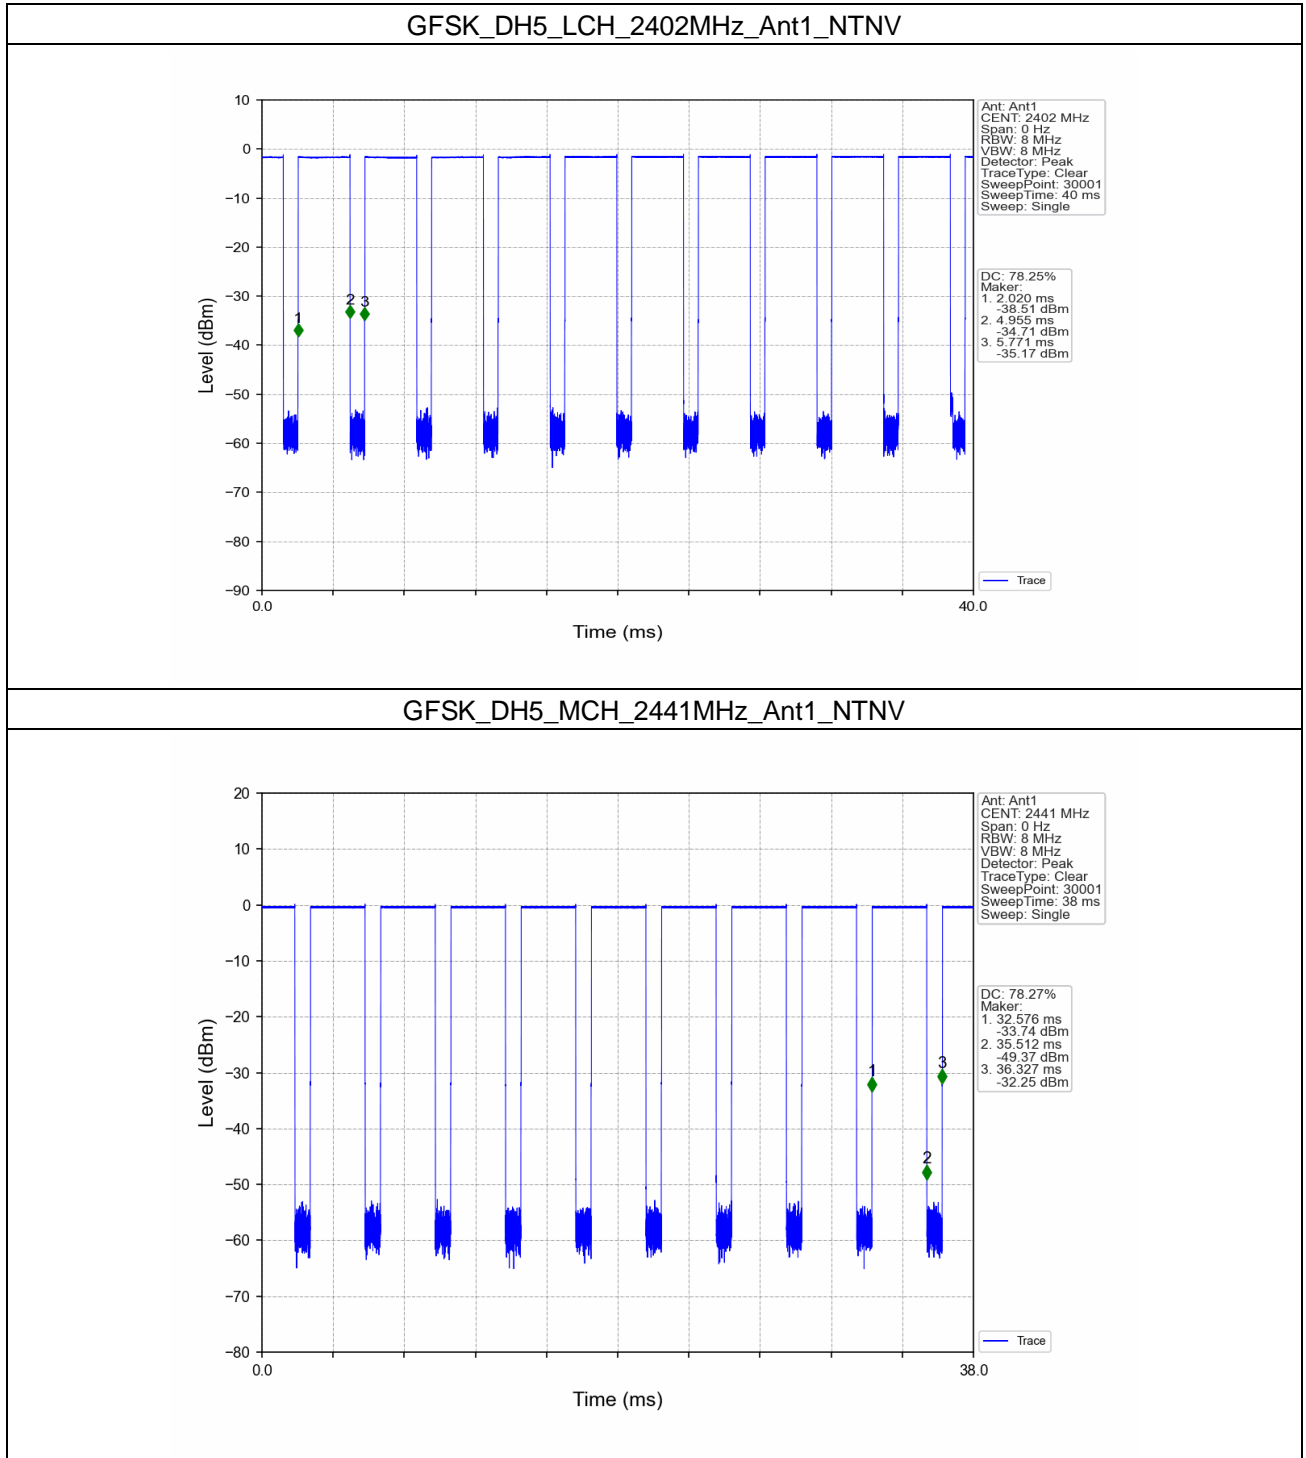 GFSK_DH5_LCH_2402MHz_Ant1_NTNV
10
0
−10
−20
−30
−40
−50
−60
−70
−80
−90
Level (dBm)
1
2
3
0.0
40.0
Time (ms)
Ant: Ant1
CENT: 2402 MHz
Span: 0 Hz
RBW: 8 MHz
VBW: 8 MHz
Detector: Peak
TraceType: Clear
SweepPoint: 30001
SweepTime: 40 ms
Sweep: Single
DC: 78.25%
Maker:
1. 2.020 ms
-38.51 dBm
2. 4.955 ms
-34.71 dBm
3. 5.771 ms
-35.17 dBm
Trace
GFSK_DH5_MCH_2441MHz_Ant1_NTNV
20
10
0
−10
−20
−30
−40
−50
−60
−70
−80
Level (dBm)
1
2
3
0.0
38.0
Time (ms)
Ant: Ant1
CENT: 2441 MHz
Span: 0 Hz
RBW: 8 MHz
VBW: 8 MHz
Detector: Peak
TraceType: Clear
SweepPoint: 30001
SweepTime: 38 ms
Sweep: Single
DC: 78.27%
Maker:
1. 32.576 ms
-33.74 dBm
2. 35.512 ms
-49.37 dBm
3. 36.327 ms
-32.25 dBm
Trace